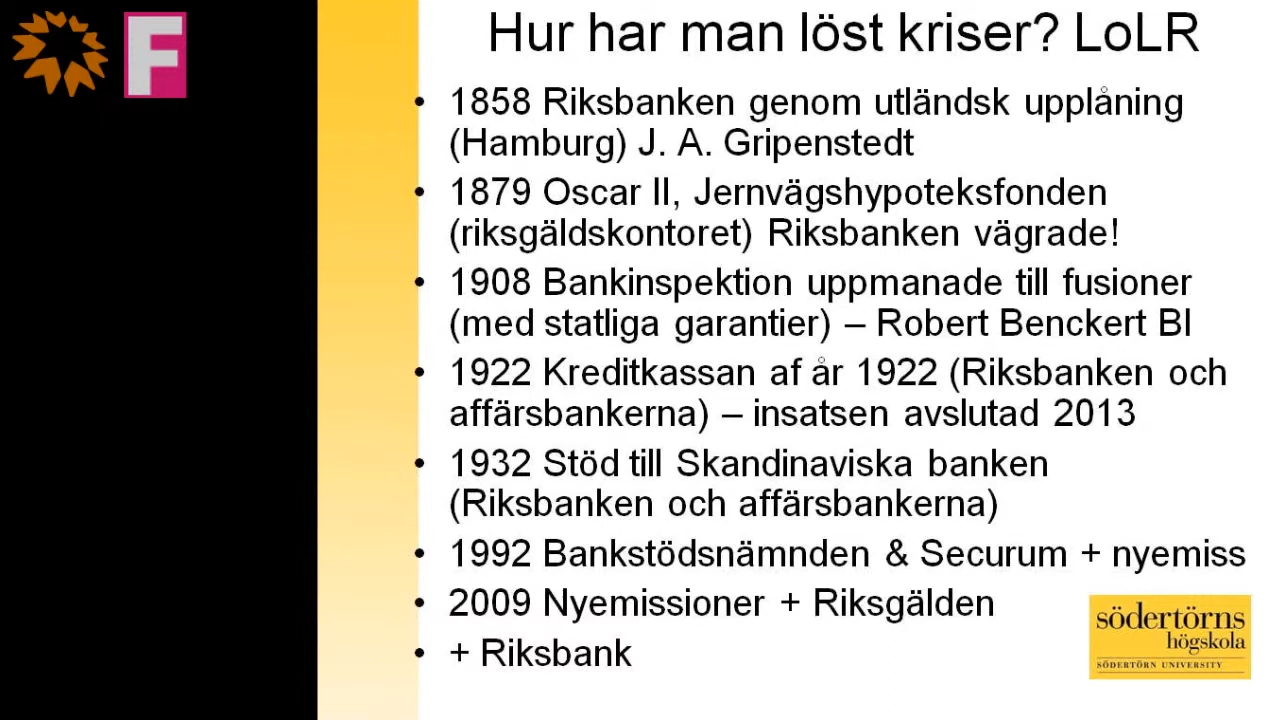 F
Hur har man löst kriser? LoLR
• 1858 Riksbanken genom utländsk upplåning
(Hamburg) J. A. Gripenstedt
• 1879 Oscar II, Jernvägshypoteksfonden
(riksgäldskontoret) Riksbanken vägrade!
• 1908 Bankinspektion uppmanade till fusioner
(med statliga garantier) – Robert Benckert BI
• 1922 Kreditkassan af år 1922 (Riksbanken och
affärsbankerna) – insatsen avslutad 2013
• 1932 Stöd till Skandinaviska banken
(Riksbanken och affärsbankerna)
• 1992 Bankstödsnämnden & Securum + nyemiss
• 2009 Nyemissioner + Riksgälden
• + Riksbank
södertörns
högskola
SÖDERTÖRN UNIVERSITY